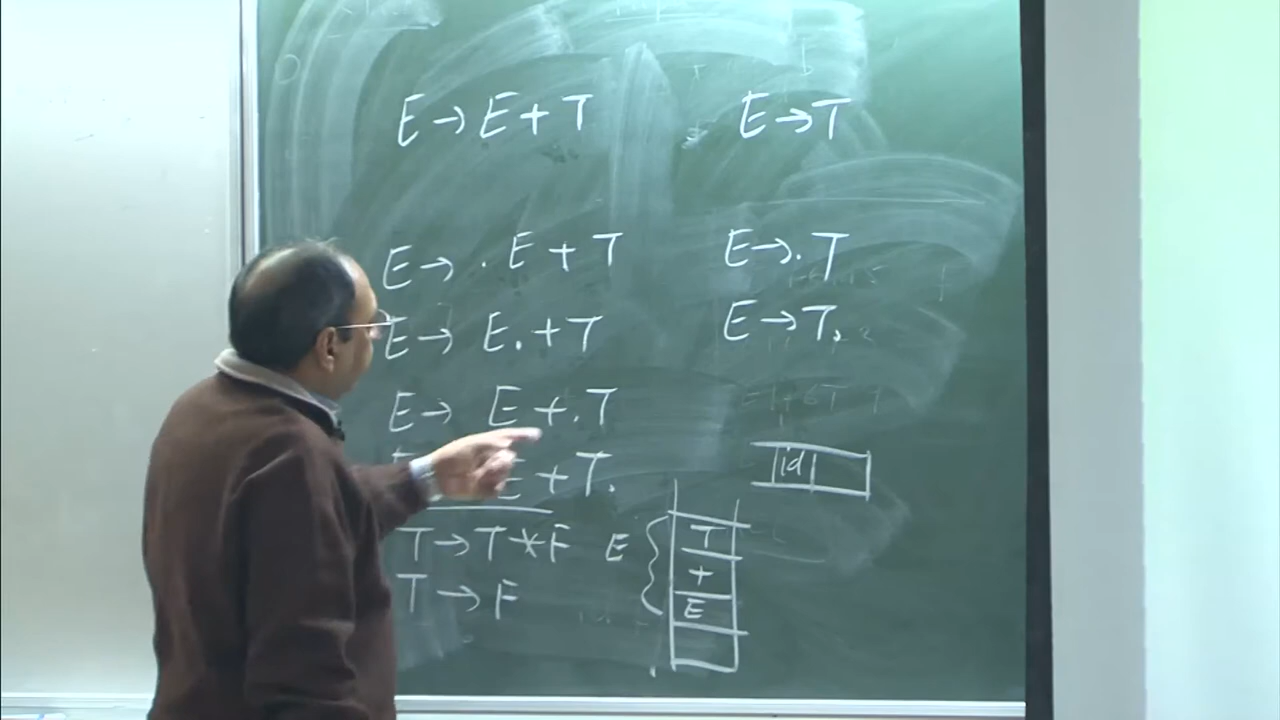 E → E + T
E → T
E → . E + T
E → . T
E → E . + T
E → T .
E → E + . T
E + T .
id
T → T * F
E
T
+
T → F
E